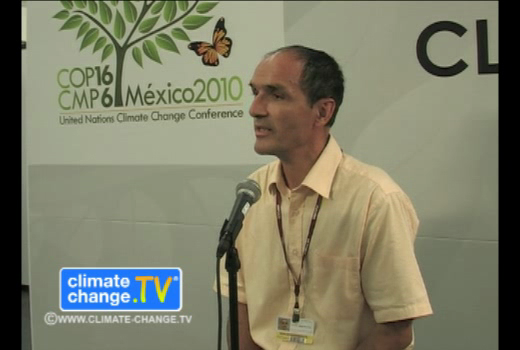 COP16
CMP6 México2010
United Nations Climate Change Conference
CL
climate
change.TV®
©WWW.CLIMATE-CHANGE.TV